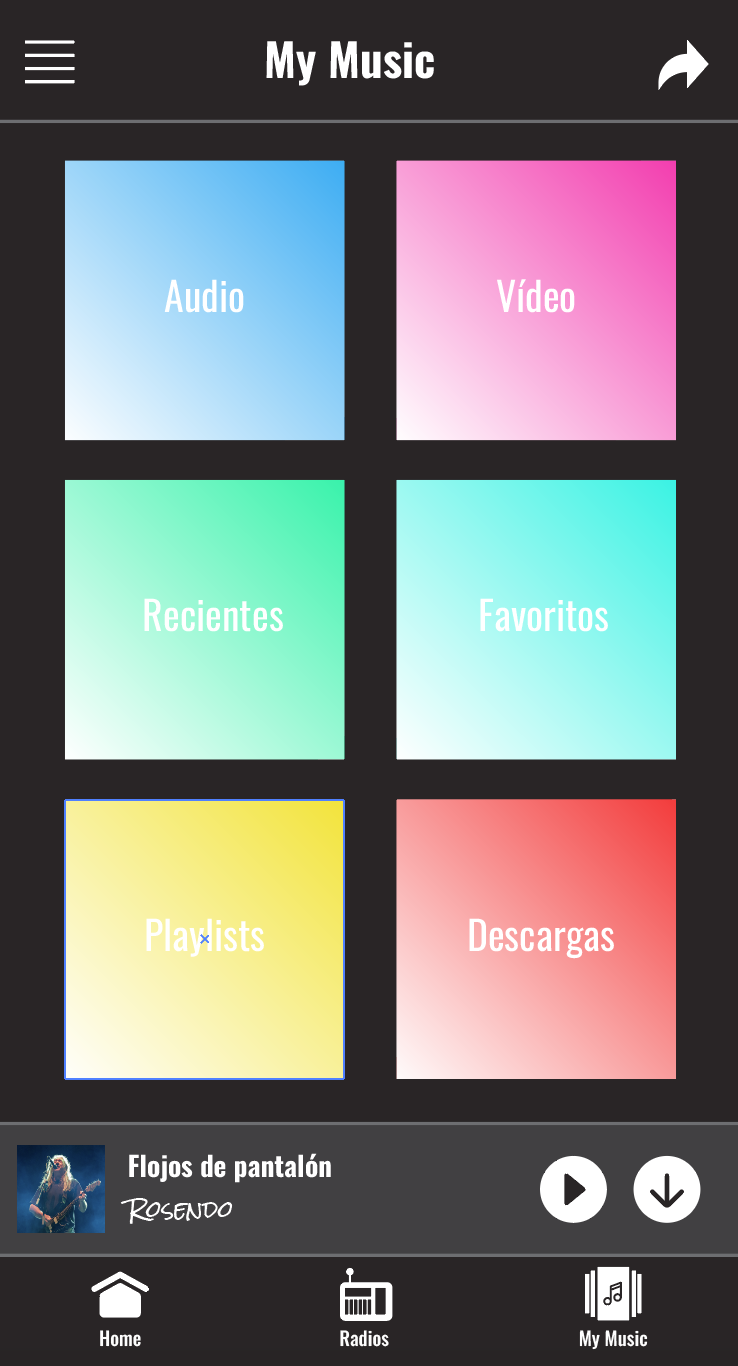 My Music
Audio
Vídeo
Recientes
Favoritos
Playlists
Descargas
Flojos de pantalón
Rosendo
Home
Radios
My Music